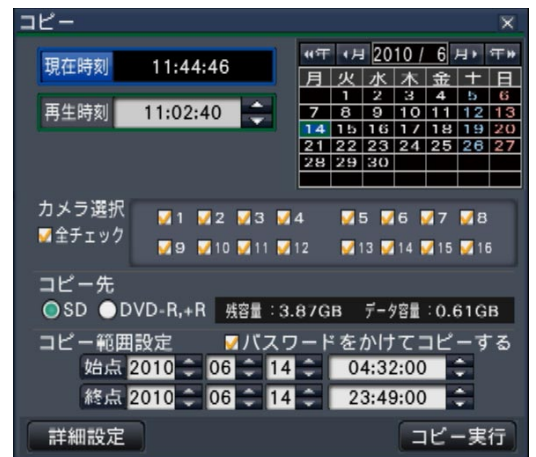 コピー ×
現在時刻 11:44:46
再生時刻 11:02:40
«年 ‹月 2010 / 6 月› 年»
月 火 水 木 金 土 日
1 2 3 4 5 6
7 8 9 10 11 12 13
14 15 16 17 18 19 20
21 22 23 24 25 26 27
28 29 30
カメラ選択
全チェック
1 2 3 4 5 6 7 8
9 10 11 12 13 14 15 16
コピー先
SD DVD-R,+R 残容量:3.87GB データ容量:0.61GB
コピー範囲設定 パスワードをかけてコピーする
始点 2010 06 14 04:32:00
終点 2010 06 14 23:49:00
詳細設定 コピー実行